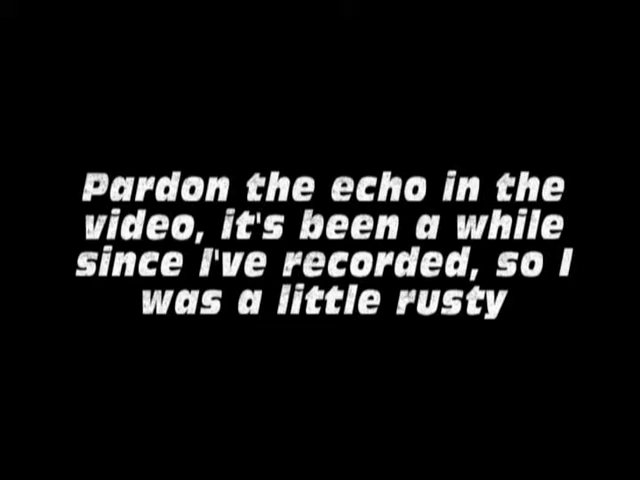 Pardon the echo in the
video, it's been a while
since I've recorded, so I
was a little rusty